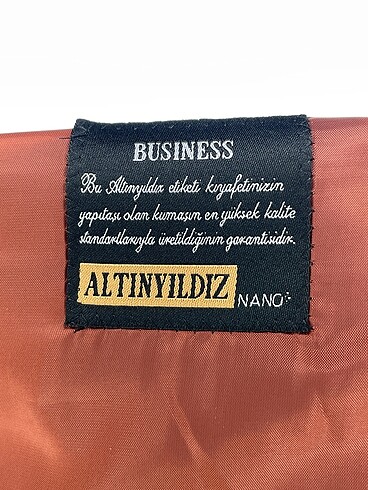 BUSINESS
Bu Altınyıldız etiketi kıyafetinizin
yapıtaşı olan kumaşın en yüksek kalite
standartlarıyla üretildiğinin garantisidir.
ALTINYILDIZ NANO